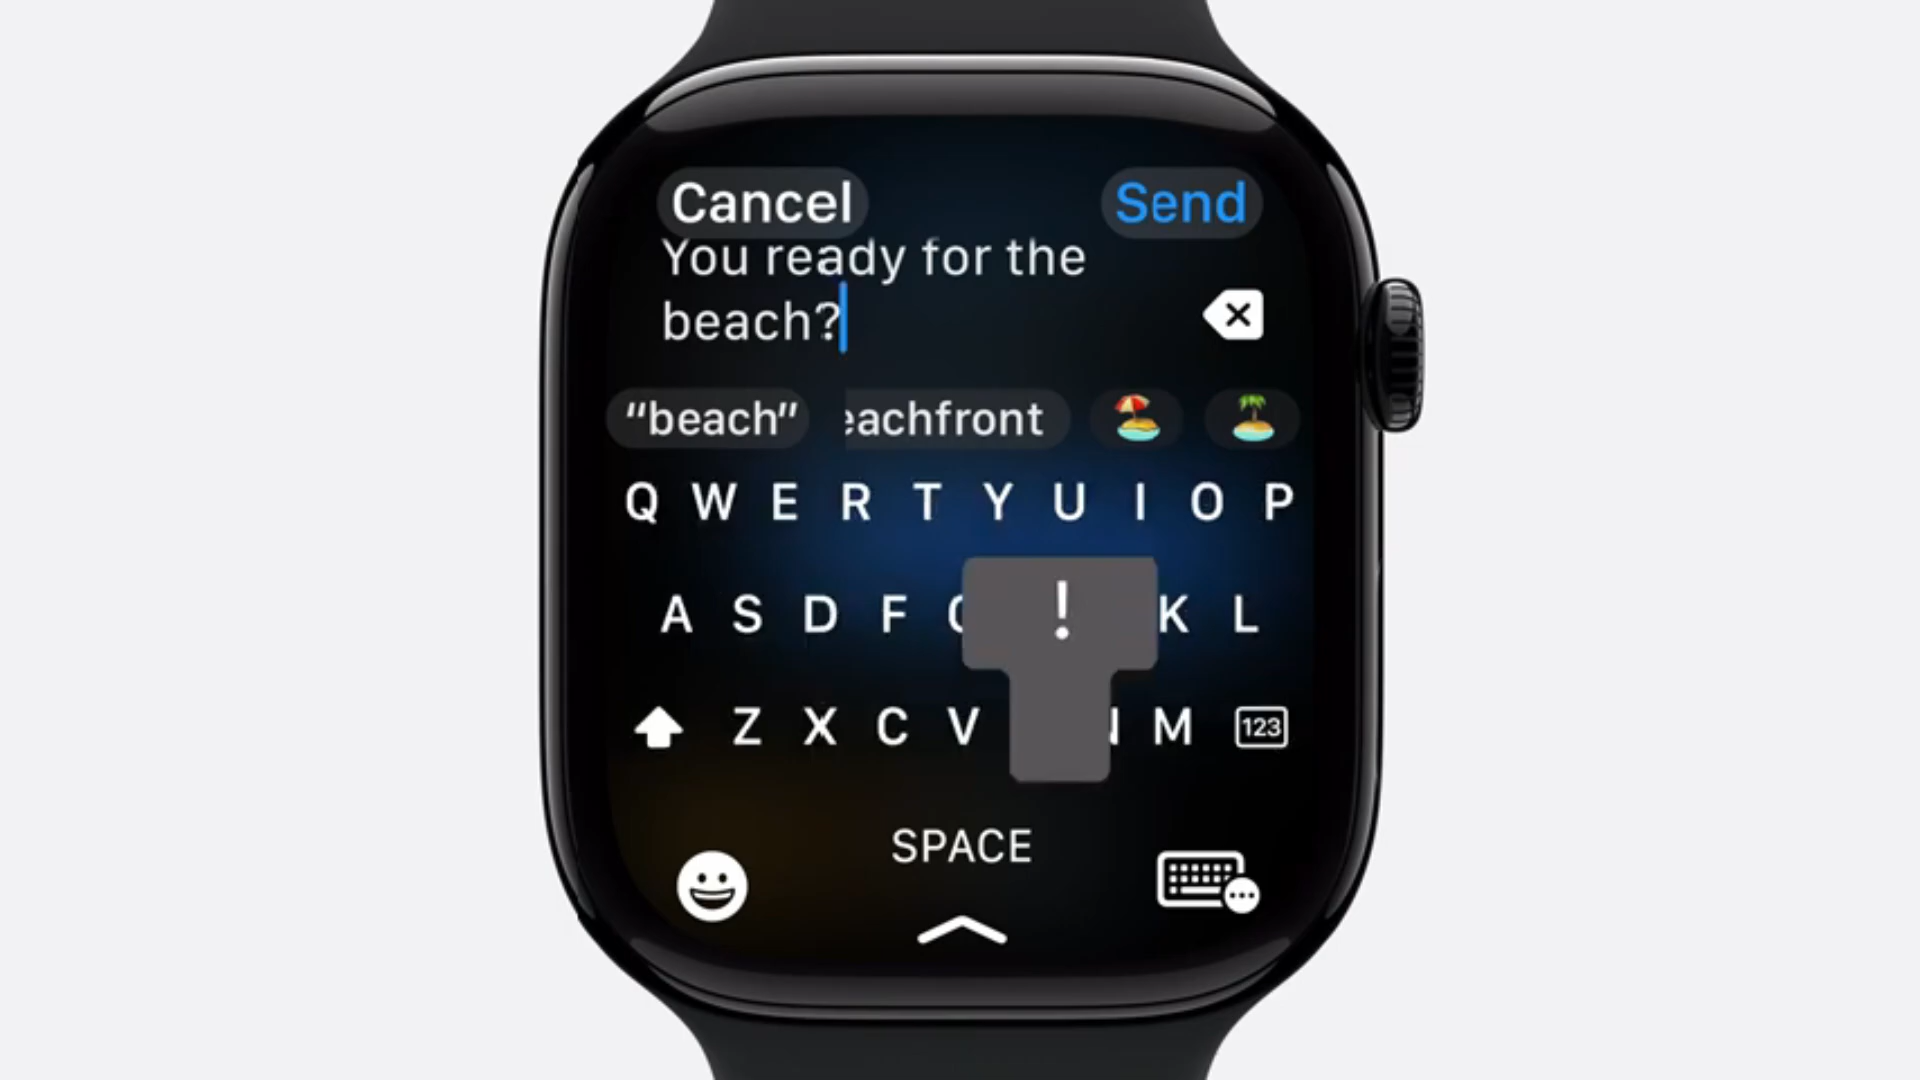 Cancel Send
You ready for the
beach?
“beach” eachfront
Q W E R T Y U I O P
A S D F ! K L
Z X C V M 123
SPACE